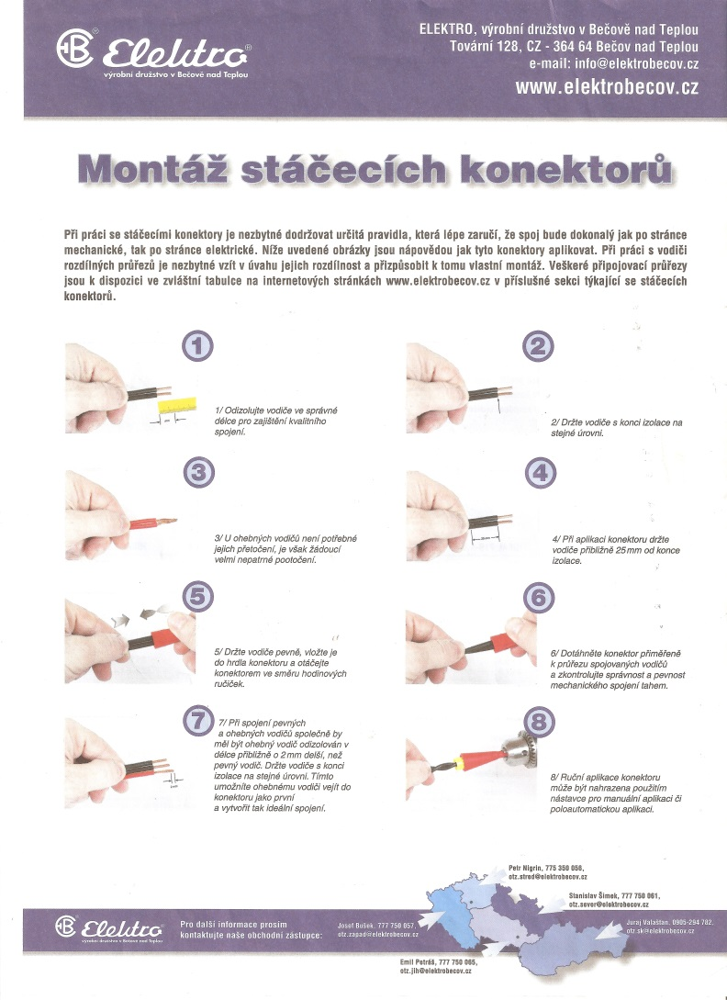 ELEKTRO, výrobní družstvo v Bečově nad Teplou
Tovární 128, CZ - 364 64 Bečov nad Teplou
e-mail: info@elektrobecov.cz
www.elektrobecov.cz
Elektro®
výrobní družstvo v Bečově nad Teplou
Montáž stáčecích konektorů
Při práci se stáčecími konektory je nezbytné dodržovat určitá pravidla, která lépe zaručí, že spoj bude dokonalý jak po stránce
mechanické, tak po stránce elektrické. Níže uvedené obrázky jsou nápovědou jak tyto konektory aplikovat. Při práci s vodiči
rozdílných průřezů je nezbytné vzít v úvahu jejich rozdílnost a přizpůsobit k tomu vlastní montáž. Veškeré připojovací průřezy
jsou k dispozici ve zvláštní tabulce na internetových stránkách www.elektrobecov.cz v příslušné sekci týkající se stáčecích
konektorů.
1
1/ Odizolujte vodiče ve správné
délce pro zajištění kvalitního
spojení.
2
2/ Držte vodiče s konci izolace na
stejné úrovni.
3
3/ U ohebných vodičů není potřebné
jejich přetočení, je však žádoucí
velmi nepatrné pootočení.
4
4/ Při aplikaci konektoru držte
vodiče přibližně 25 mm od konce
izolace.
5
5/ Držte vodiče pevně, vložte je
do hrdla konektoru a otáčejte
konektorem ve směru hodinových
ručiček.
6
6/ Dotáhněte konektor přiměřeně
k průřezu spojovaných vodičů
a zkontrolujte správnost a pevnost
mechanického spojení tahem.
7
7/ Při spojení pevných
a ohebných vodičů společně by
měl být ohebný vodič odizolován v
délce přibližně o 2 mm delší, než
pevný vodič. Držte vodiče s konci
izolace na stejné úrovni. Tímto
umožníte ohebnému vodiči vejít do
konektoru jako první
a vytvořit tak ideální spojení.
8
8/ Ruční aplikace konektoru
může být nahrazena použitím
nástavce pro manuální aplikaci či
poloautomatickou aplikaci.
Petr Nigrin, 775 350 056,
otz.stred@elektrobecov.cz
Stanislav Šimek, 777 750 061,
otz.sever@elektrobecov.cz
Elektro
výrobní družstvo v Bečově nad Teplou
Pro další informace prosím
kontaktujte naše obchodní zástupce:
Josef Bušek, 777 750 057,
otz.zapad@elektrobecov.cz
Juraj Valašťan, 0905-294 782,
otz.sk@elektrobecov.cz
Emil Petráš, 777 750 065,
otz.jih@elektrobecov.cz